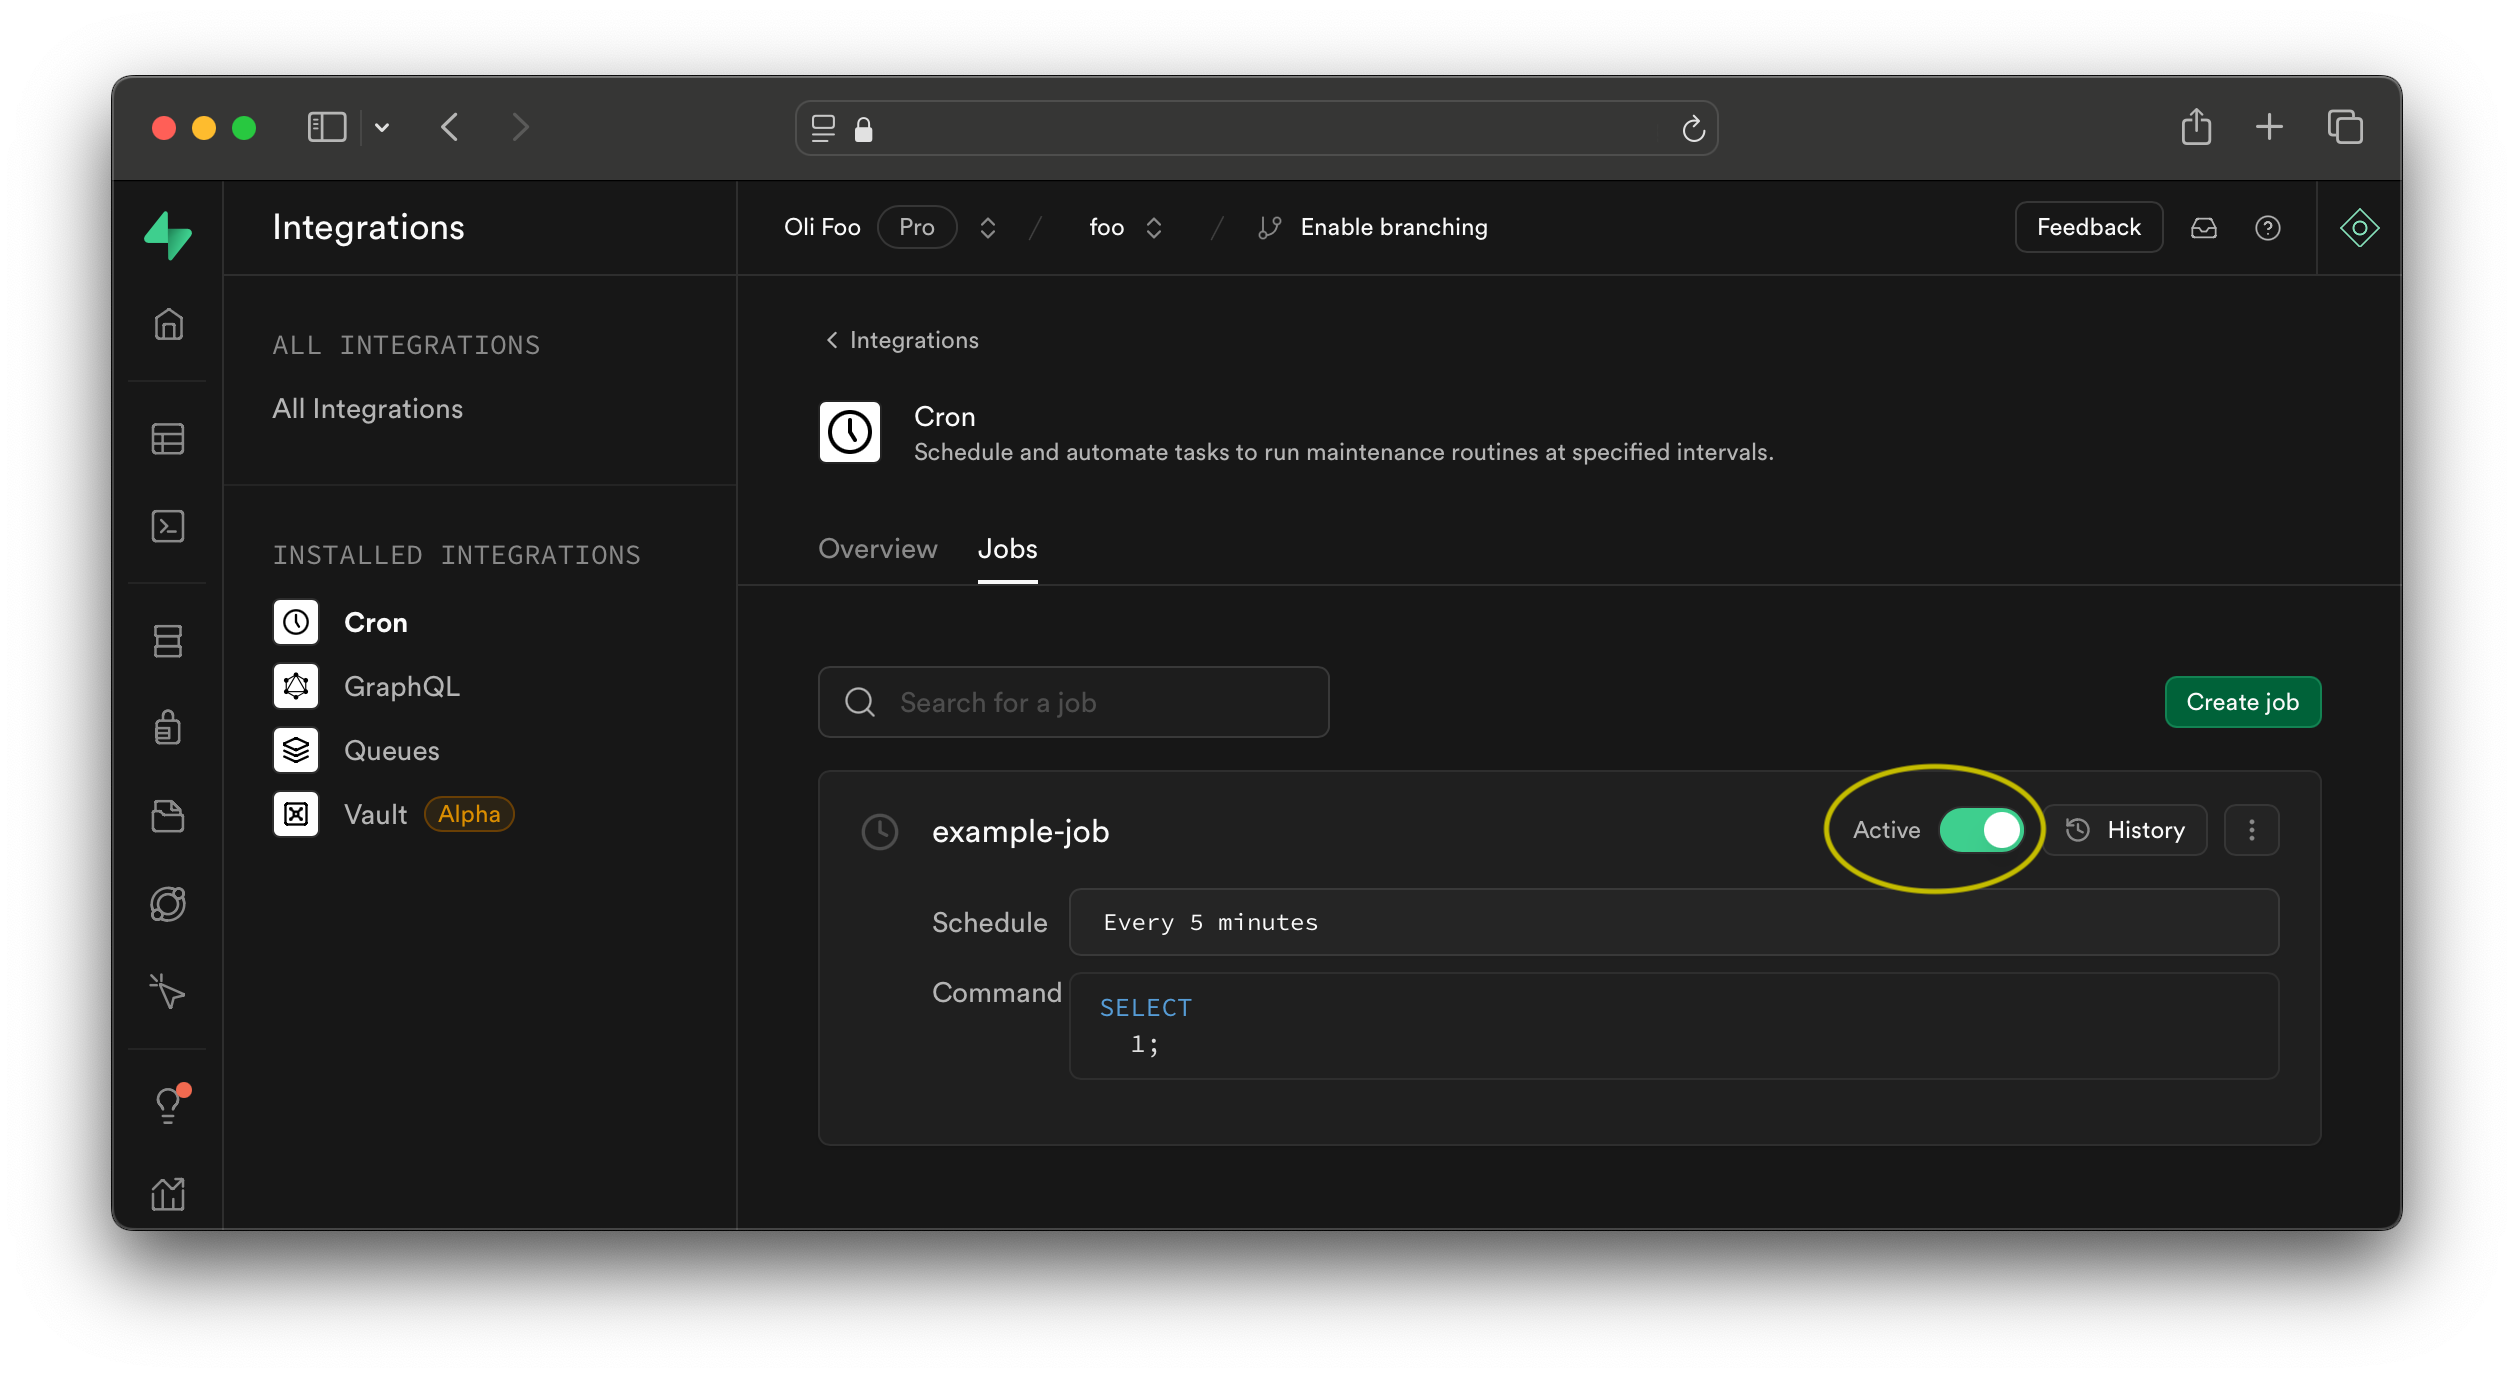 Integrations
Oli Foo Pro / foo / Enable branching
Feedback
ALL INTEGRATIONS
All Integrations
INSTALLED INTEGRATIONS
Cron
GraphQL
Queues
Vault Alpha
Integrations
Cron
Schedule and automate tasks to run maintenance routines at specified intervals.
Overview Jobs
Search for a job
Create job
example-job
Active
History
Schedule
Every 5 minutes
Command
SELECT
1;